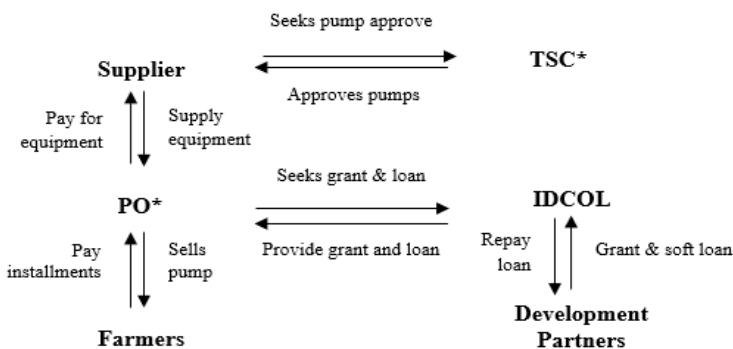 Seeks pump approve
Supplier
TSC*
Approves pumps
Pay for
equipment
Supply
equipment
Seeks grant & loan
PO*
IDCOL
Provide grant and loan
Pay
installments
Sells
pump
Repay
loan
Grant & soft loan
Farmers
Development
Partners